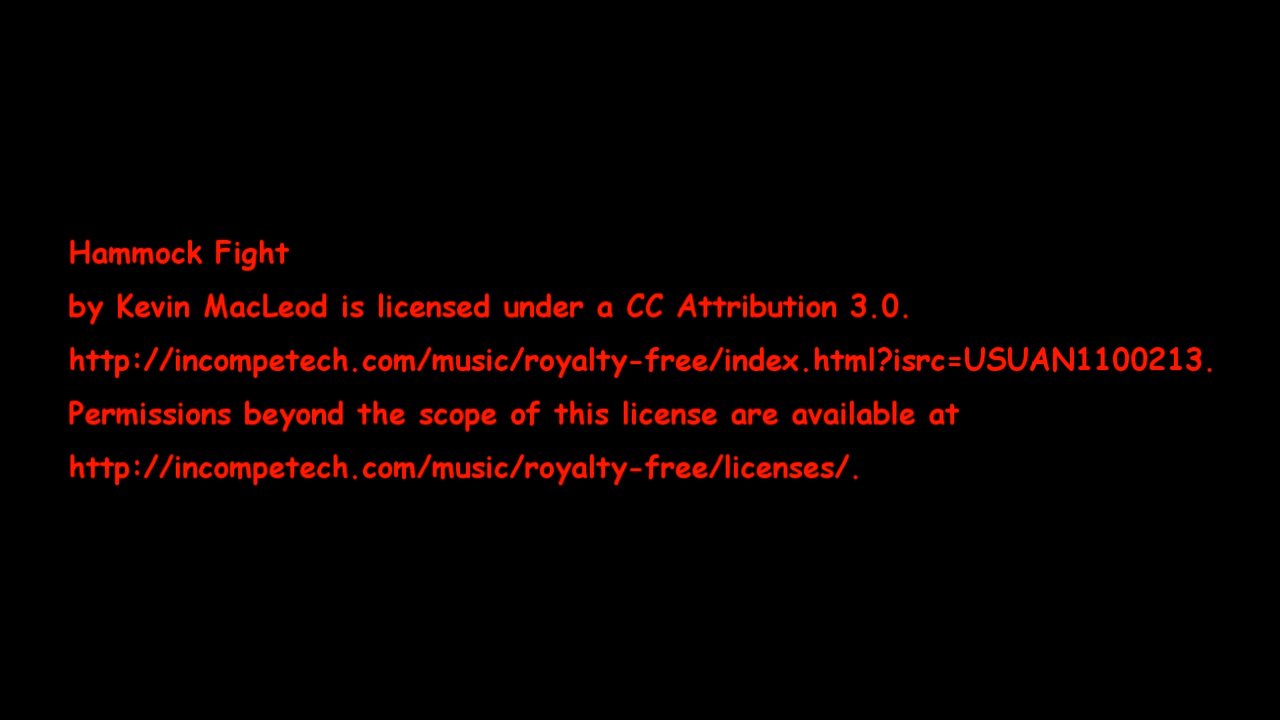 Hammock Fight
by Kevin MacLeod is licensed under a CC Attribution 3.0.
http://incompetech.com/music/royalty-free/index.html?isrc=USUAN1100213.
Permissions beyond the scope of this license are available at
http://incompetech.com/music/royalty-free/licenses/.